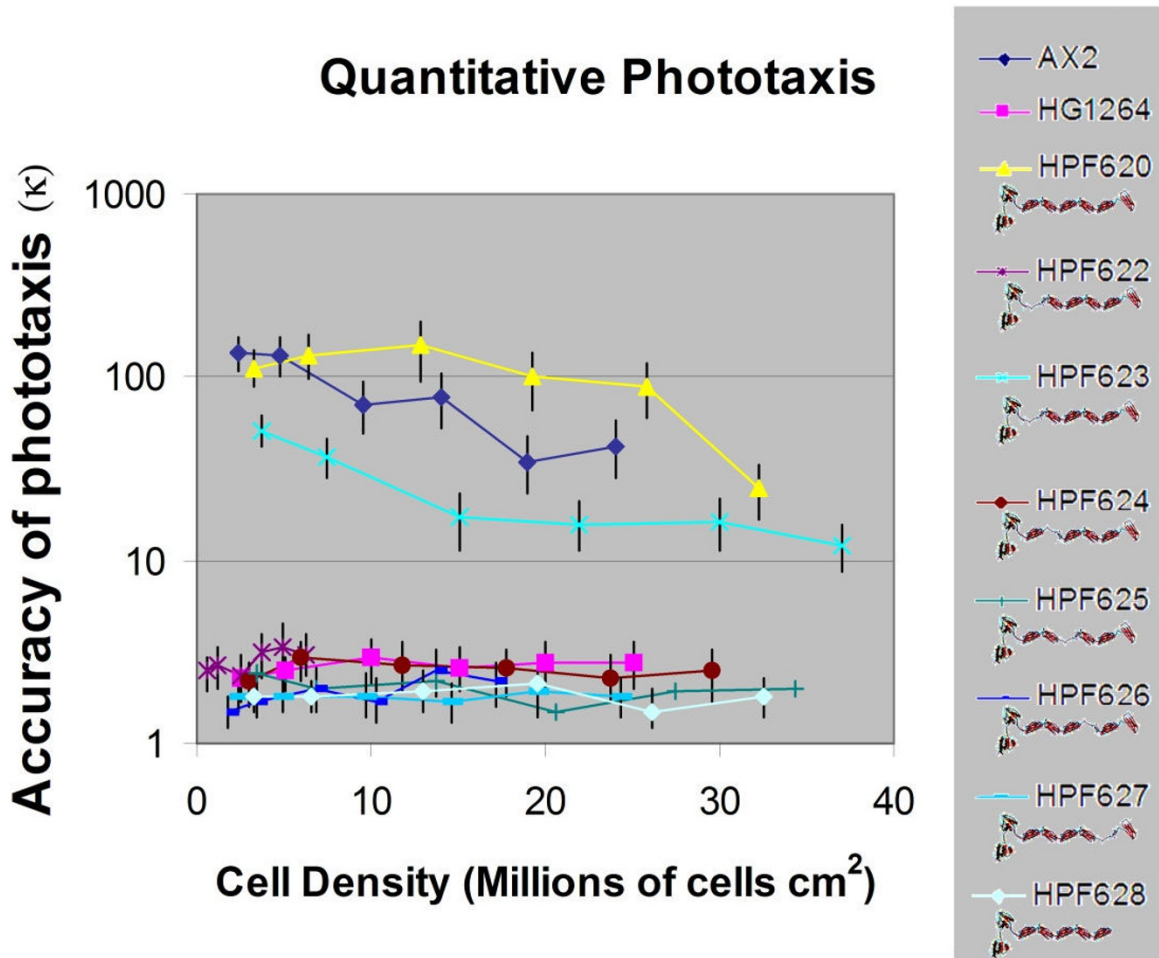 Quantitative Phototaxis
Accuracy of phototaxis (κ)
1000
100
10
1
0 10 20 30 40
Cell Density (Millions of cells cm²)
AX2
HG1264
HPF620
HPF622
HPF623
HPF624
HPF625
HPF626
HPF627
HPF628